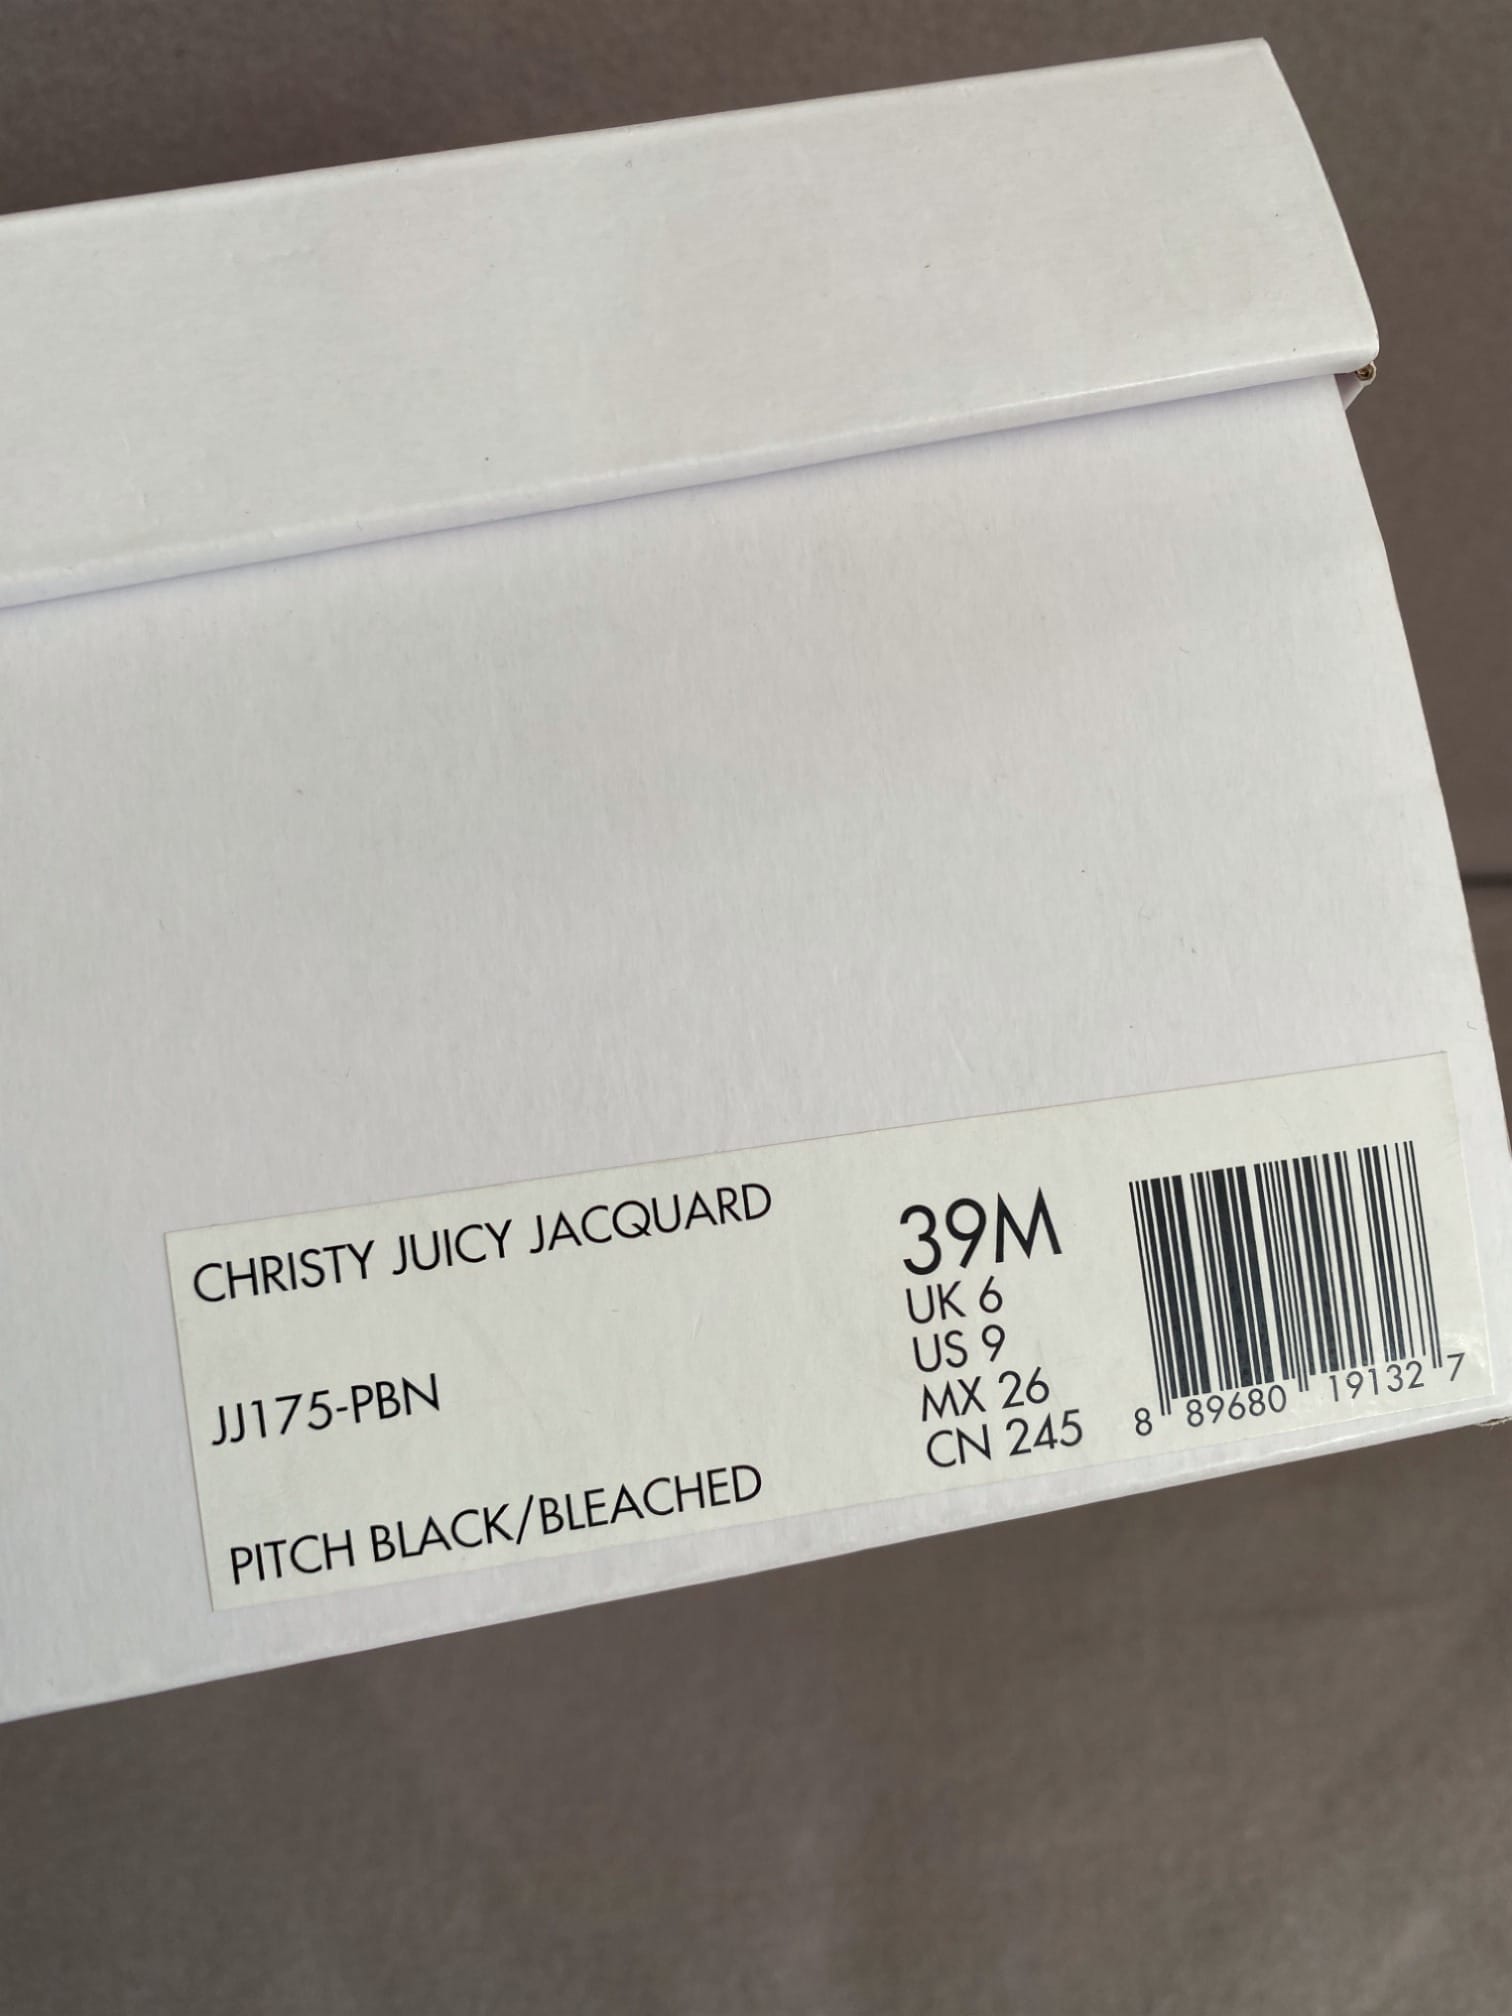 CHRISTY JUICY JACQUARD
JJ175-PBN
PITCH BLACK/BLEACHED
39M
UK 6
US 9
MX 26
CN 245
8 89680 19132 7